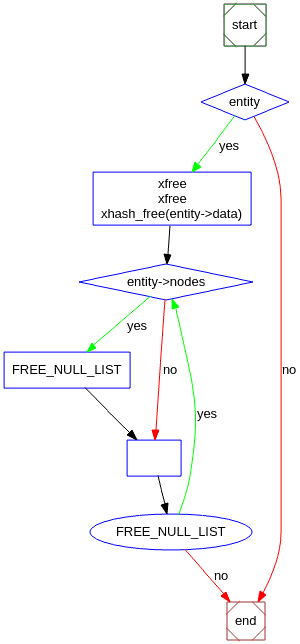 start
entity
yes
xfree
xfree
xhash_free(entity->data)
entity->nodes
yes
FREE_NULL_LIST
no
no
yes
FREE_NULL_LIST
no
end